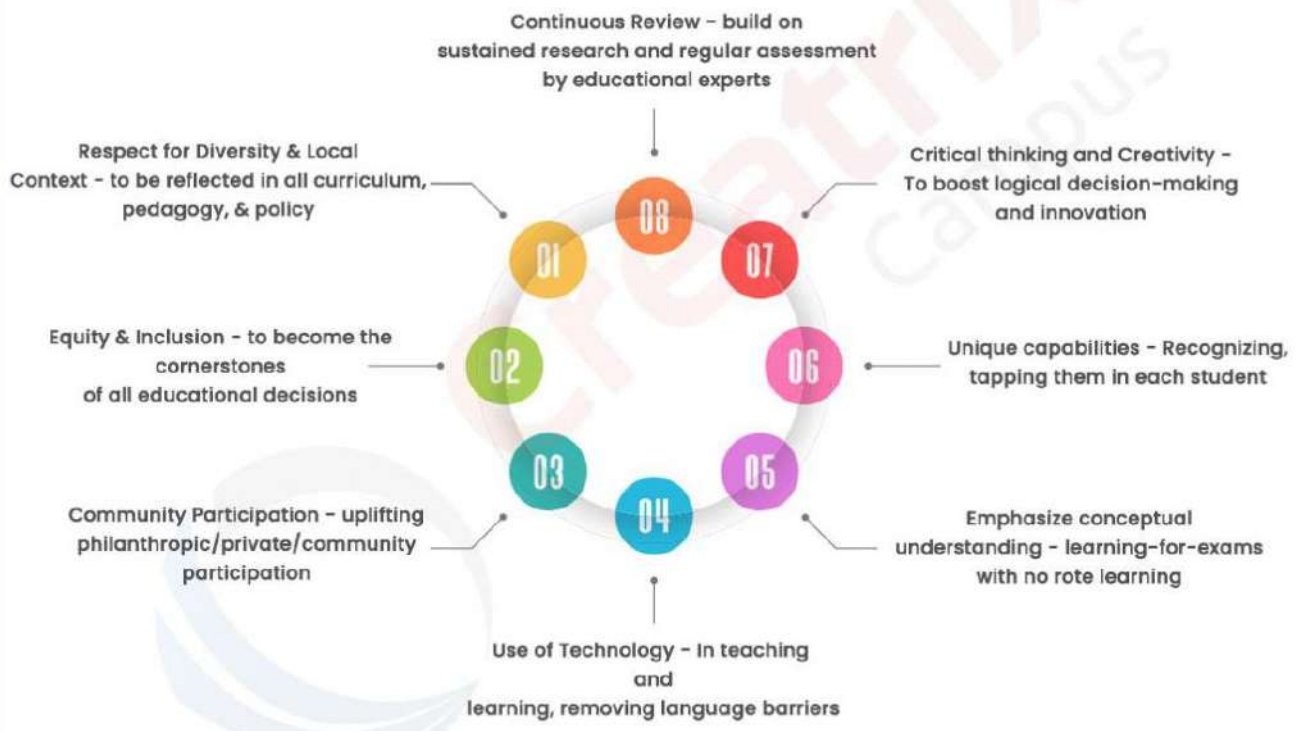 Continuous Review - build on
sustained research and regular assessment
by educational experts
Respect for Diversity & Local
Context - to be reflected in all curriculum,
pedagogy, & policy
Critical thinking and Creativity -
To boost logical decision-making
and innovation
08
01
07
Equity & Inclusion - to become the
cornerstones
of all educational decisions
02
06
Unique capabilities - Recognizing,
tapping them in each student
03
05
04
Community Participation - uplifting
philanthropic/private/community
participation
Emphasize conceptual
understanding - learning-for-exams
with no rote learning
Use of Technology - In teaching
and
learning, removing language barriers
Creatrix
Campus